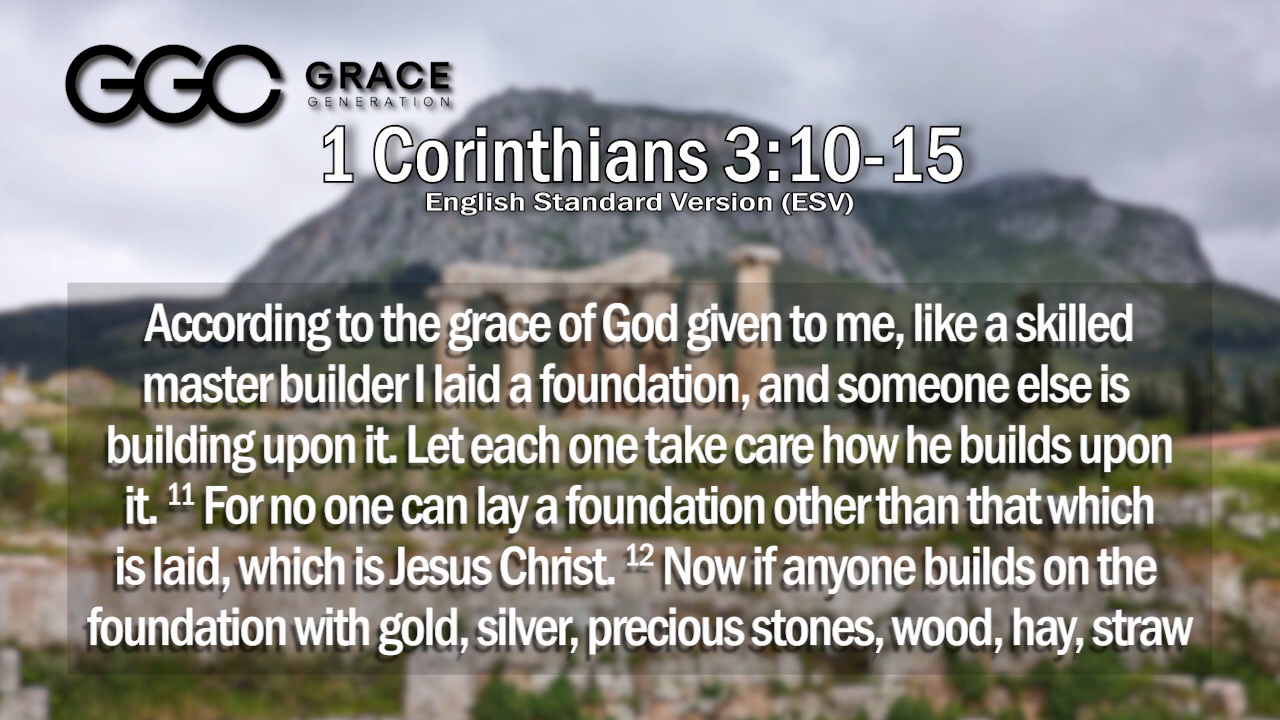 GGC GRACE
GENERATION
1 Corinthians 3:10-15
English Standard Version (ESV)
According to the grace of God given to me, like a skilled
master builder I laid a foundation, and someone else is
building upon it. Let each one take care how he builds upon
it. ¹¹ For no one can lay a foundation other than that which
is laid, which is Jesus Christ. ¹² Now if anyone builds on the
foundation with gold, silver, precious stones, wood, hay, straw